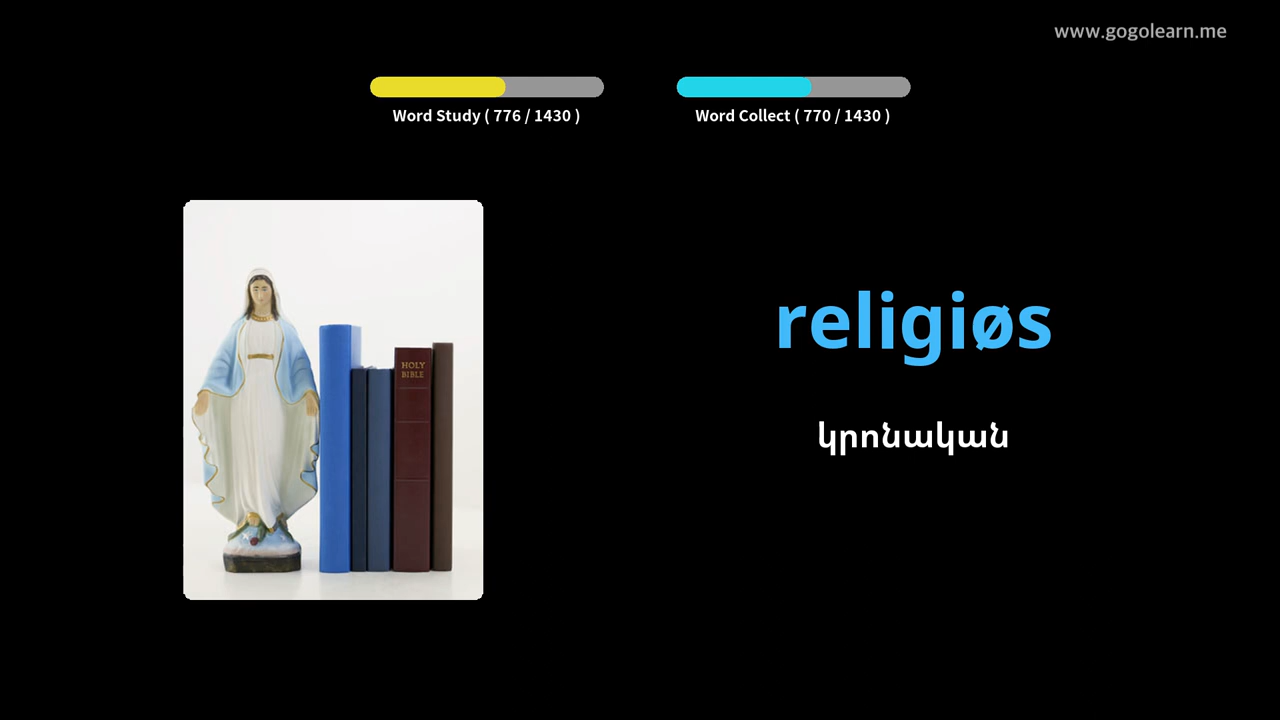 www.gogolearn.me
Word Study ( 776 / 1430 )
Word Collect ( 770 / 1430 )
HOLY
BIBLE
religiøs
կրոնական